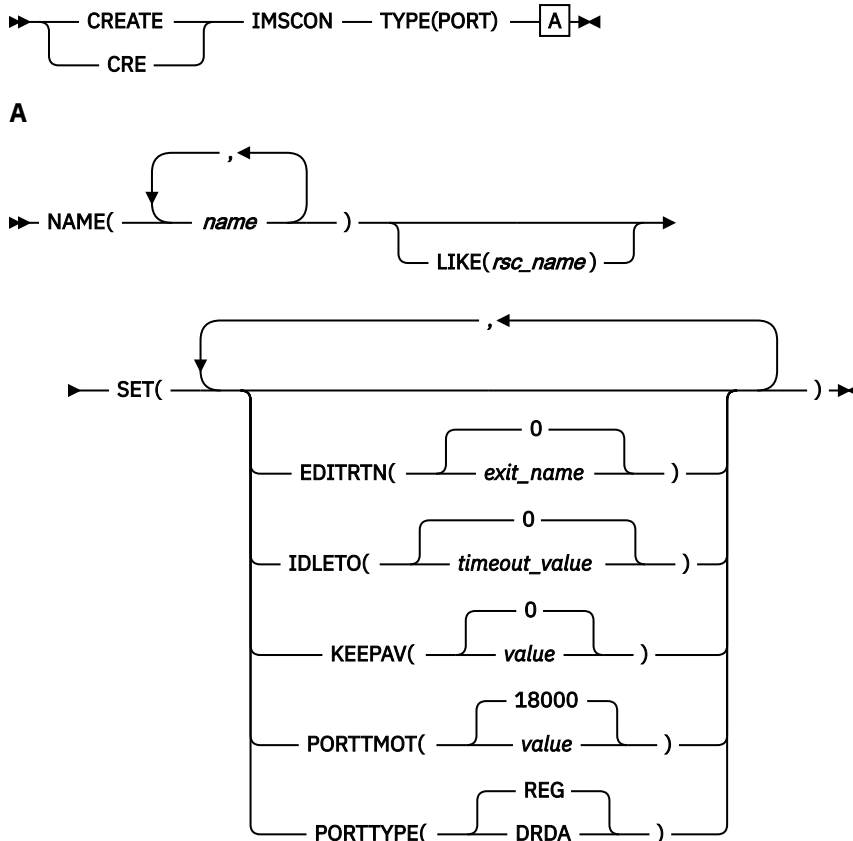 CREATE IMSCON TYPE(PORT) A
CRE
A
,
NAME( name )
LIKE(rsc_name)
,
SET( )
0
EDITRTN( exit_name )
0
IDLETO( timeout_value )
0
KEEPAV( value )
18000
PORTTMOT( value )
REG
PORTTYPE( DRDA )